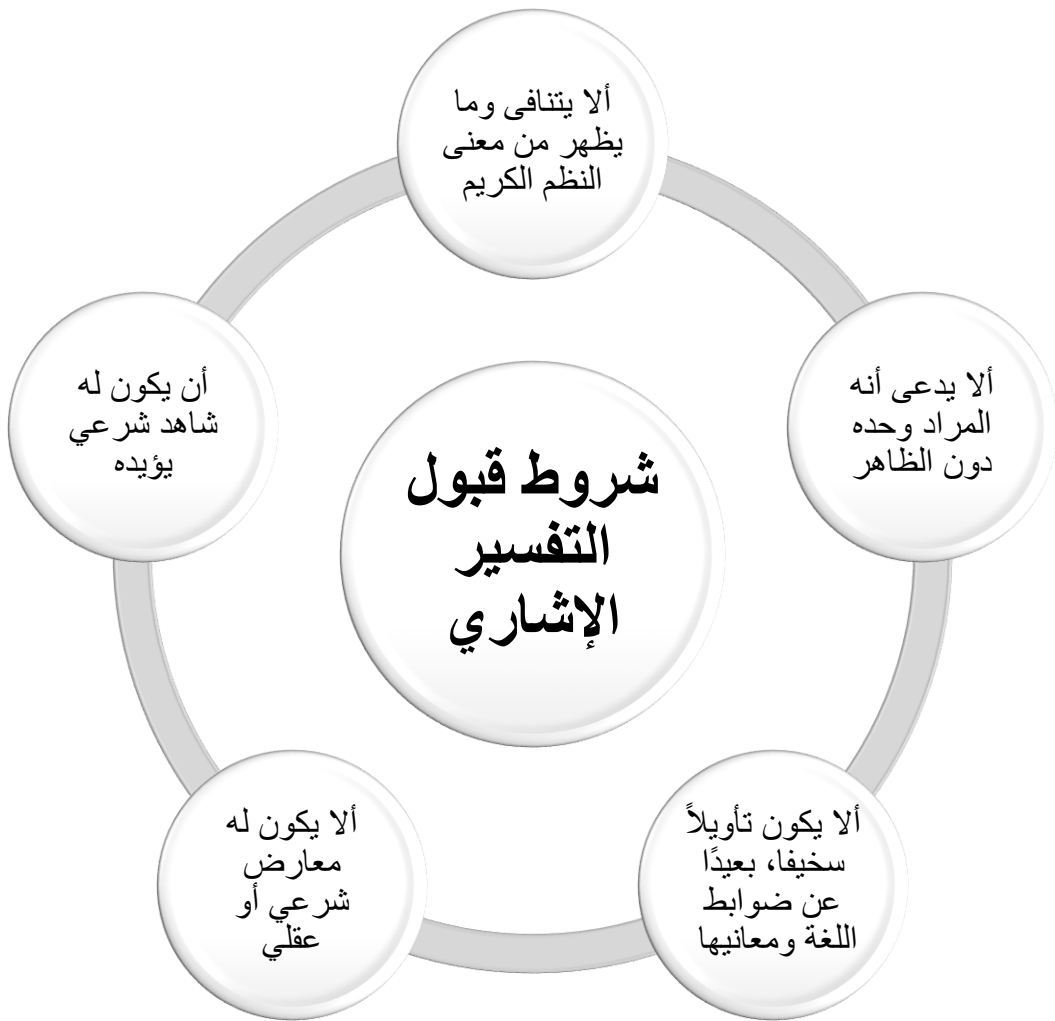 ألا يتنافى وما
يظهر من معنى
النظم الكريم
ألا يدعى أنه
المراد وحده
دون الظاهر
ألا يكون تأويلاً
سخيفا، بعيدًا
عن ضوابط
اللغة ومعانيها
ألا يكون له
معارض
شرعي أو
عقلي
أن يكون له
شاهد شرعي
يؤيده
شروط قبول
التفسير
الإشاري